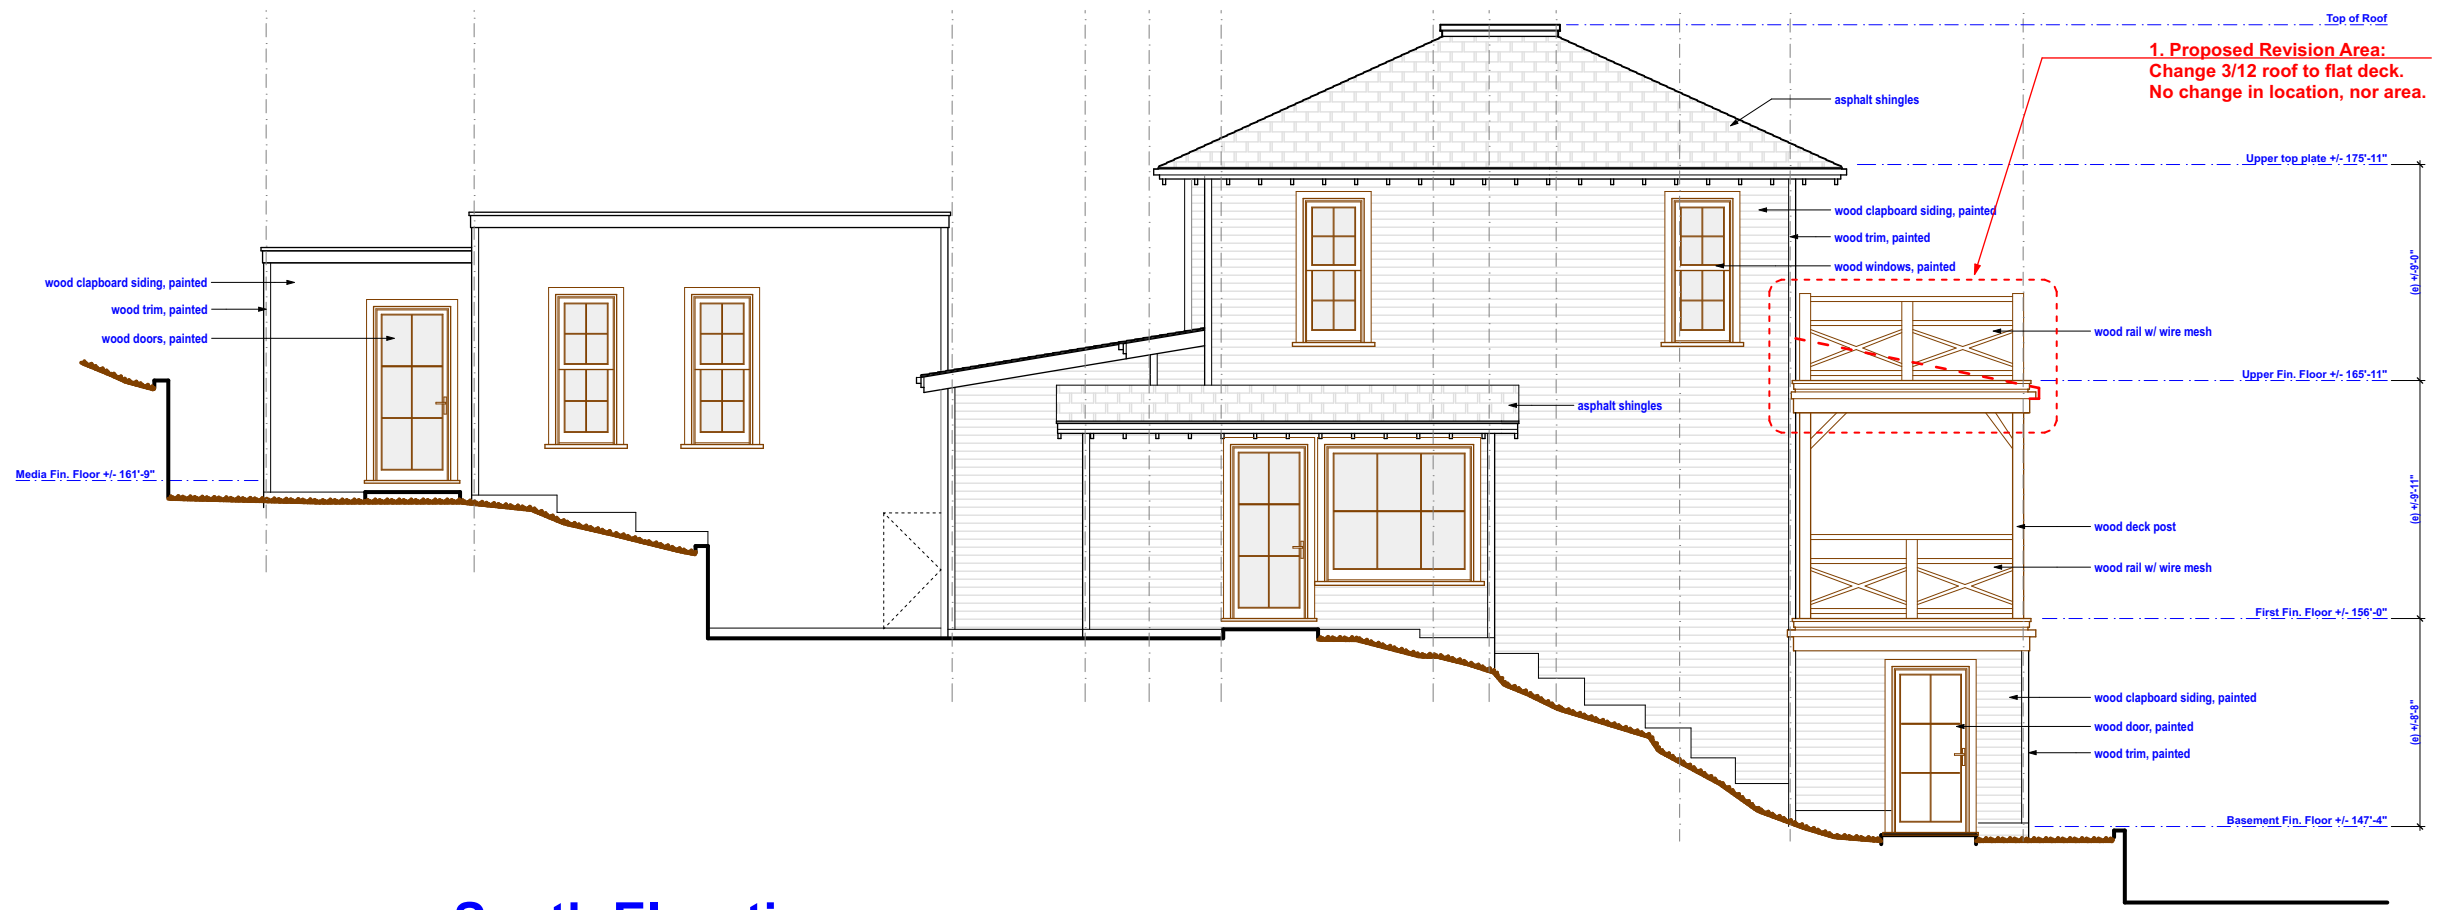 Top of Roof
1. Proposed Revision Area:
Change 3/12 roof to flat deck.
No change in location, nor area.
asphalt shingles
Upper top plate +/- 175'-11"
wood clapboard siding, painted
wood trim, painted
wood windows, painted
(e) +/-9'-0"
wood clapboard siding, painted
wood trim, painted
wood doors, painted
wood rail w/ wire mesh
Upper Fin. Floor +/- 165'-11"
asphalt shingles
Media Fin. Floor +/- 161'-9"
(e) +/-9'-11"
wood deck post
wood rail w/ wire mesh
First Fin. Floor +/- 156'-0"
wood clapboard siding, painted
(e) +/-8'-8"
wood door, painted
wood trim, painted
Basement Fin. Floor +/- 147'-4"